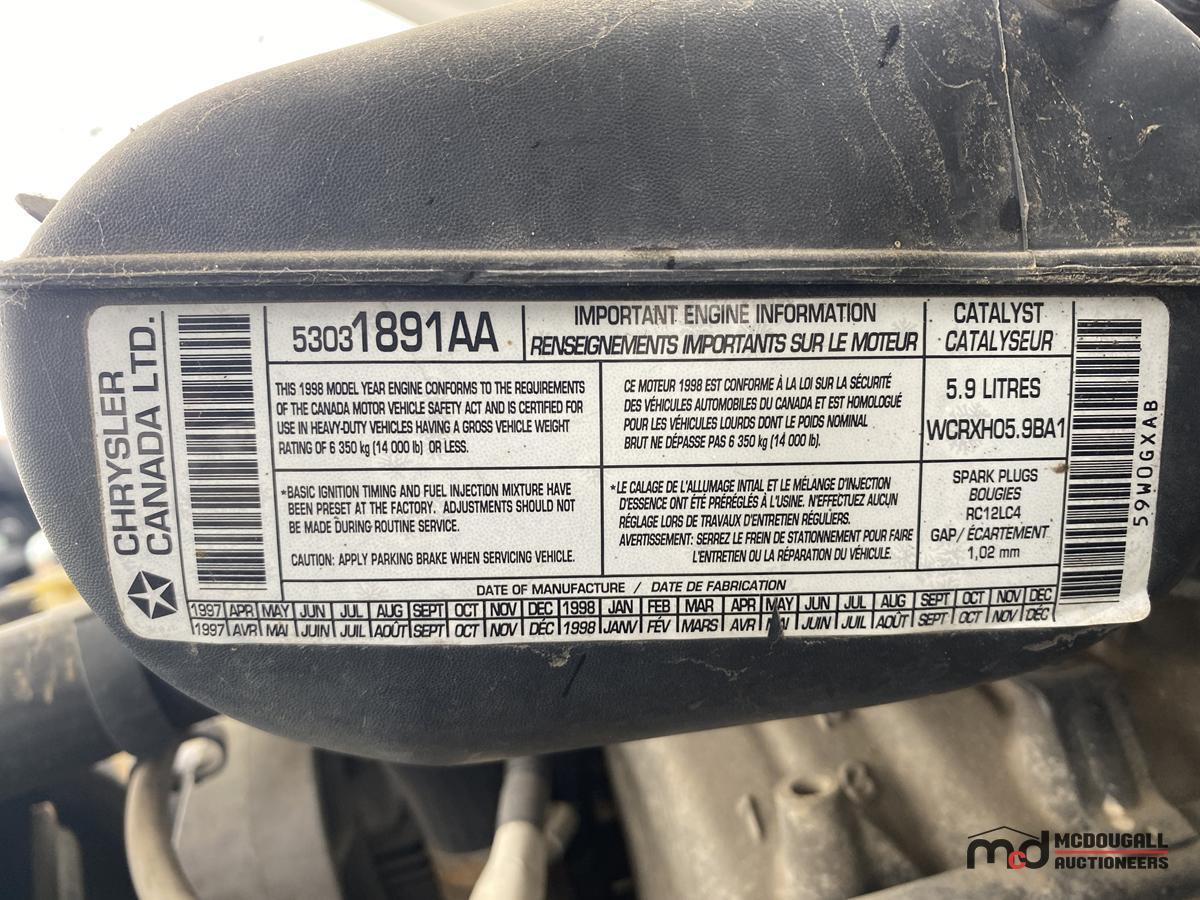 CHRYSLER
CANADA LTD.
53031891AA
IMPORTANT ENGINE INFORMATION
RENSEIGNEMENTS IMPORTANTS SUR LE MOTEUR
CATALYST
CATALYSEUR
THIS 1998 MODEL YEAR ENGINE CONFORMS TO THE REQUIREMENTS
OF THE CANADA MOTOR VEHICLE SAFETY ACT AND IS CERTIFIED FOR
USE IN HEAVY-DUTY VEHICLES HAVING A GROSS VEHICLE WEIGHT
RATING OF 6 350 kg (14 000 lb) OR LESS.
CE MOTEUR 1998 EST CONFORME À LA LOI SUR LA SÉCURITÉ
DES VÉHICULES AUTOMOBILES DU CANADA ET EST HOMOLOGUÉ
POUR LES VÉHICULES LOURDS DONT LE POIDS NOMINAL
BRUT NE DÉPASSE PAS 6 350 kg (14 000 lb).
5.9 LITRES
WCRXH05.9BA1
*BASIC IGNITION TIMING AND FUEL INJECTION MIXTURE HAVE
BEEN PRESET AT THE FACTORY. ADJUSTMENTS SHOULD NOT
BE MADE DURING ROUTINE SERVICE.
CAUTION: APPLY PARKING BRAKE WHEN SERVICING VEHICLE.
*LE CALAGE DE L'ALLUMAGE INTIAL ET LE MÉLANGE D'INJECTION
D'ESSENCE ONT ÉTÉ PRÉRÉGLÉS À L'USINE. N'EFFECTUEZ AUCUN
RÉGLAGE LORS DE TRAVAUX D'ENTRETIEN RÉGULIERS.
AVERTISSEMENT: SERREZ LE FREIN DE STATIONNEMENT POUR FAIRE
L'ENTRETIEN OU LA RÉPARATION DU VÉHICULE.
SPARK PLUGS
BOUGIES
RC12LC4
GAP/ÉCARTEMENT
1,02 mm
59W0GXAB
DATE OF MANUFACTURE / DATE DE FABRICATION
1997 APR MAY JUN JUL AUG SEPT OCT NOV DEC 1998 JAN FEB MAR APR MAY JUN JUL AUG SEPT OCT NOV DEC
1997 AVR MAI JUIN JUIL AOÛT SEPT OCT NOV DÉC 1998 JANV FÉV MARS AVR MAI JUIN JUIL AOÛT SEPT OCT NOV DÉC
mcd MCDOUGALL
AUCTIONEERS